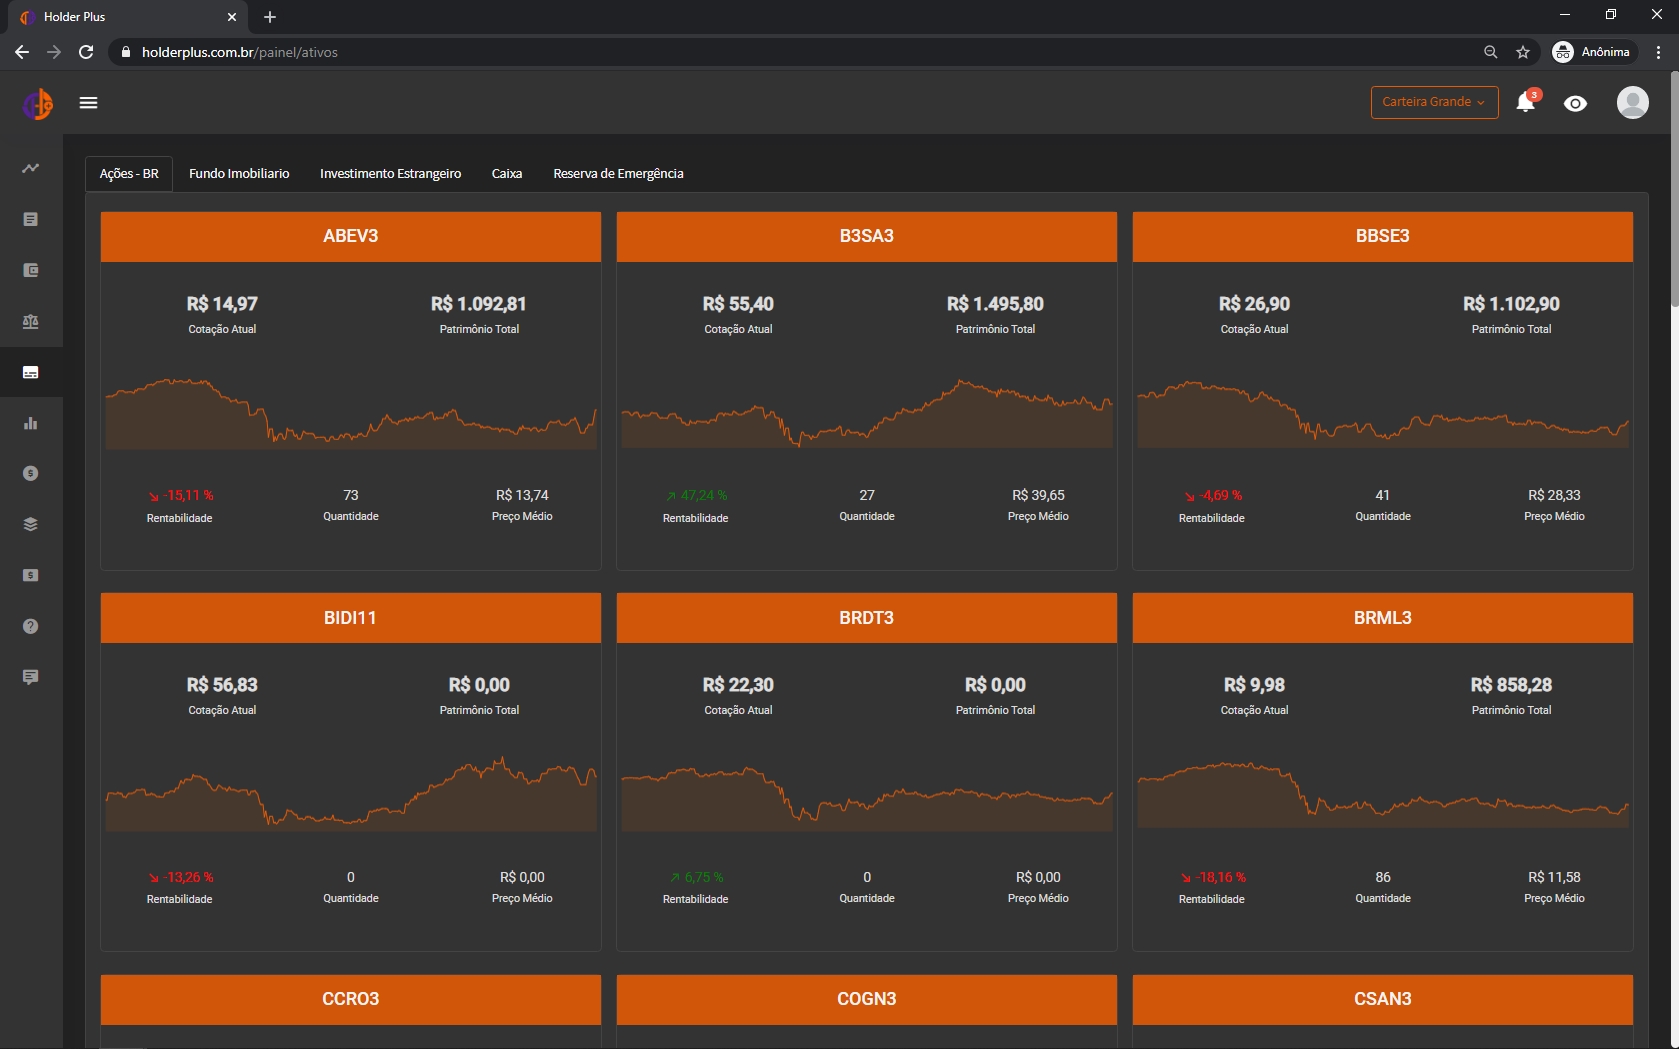 Holder Plus
holderplus.com.br/painel/ativos
Anônima
Carteira Grande
3
Ações - BR
Fundo Imobiliario
Investimento Estrangeiro
Caixa
Reserva de Emergência
ABEV3
R$ 14,97
R$ 1.092,81
Cotação Atual
Patrimônio Total
-15,11 %
73
R$ 13,74
Rentabilidade
Quantidade
Preço Médio
B3SA3
R$ 55,40
R$ 1.495,80
Cotação Atual
Patrimônio Total
47,24 %
27
R$ 39,65
Rentabilidade
Quantidade
Preço Médio
BBSE3
R$ 26,90
R$ 1.102,90
Cotação Atual
Patrimônio Total
-4,69 %
41
R$ 28,33
Rentabilidade
Quantidade
Preço Médio
BIDI11
R$ 56,83
R$ 0,00
Cotação Atual
Patrimônio Total
-13,26 %
0
R$ 0,00
Rentabilidade
Quantidade
Preço Médio
BRDT3
R$ 22,30
R$ 0,00
Cotação Atual
Patrimônio Total
6,75 %
0
R$ 0,00
Rentabilidade
Quantidade
Preço Médio
BRML3
R$ 9,98
R$ 858,28
Cotação Atual
Patrimônio Total
-18,16 %
86
R$ 11,58
Rentabilidade
Quantidade
Preço Médio
CCRO3
COGN3
CSAN3